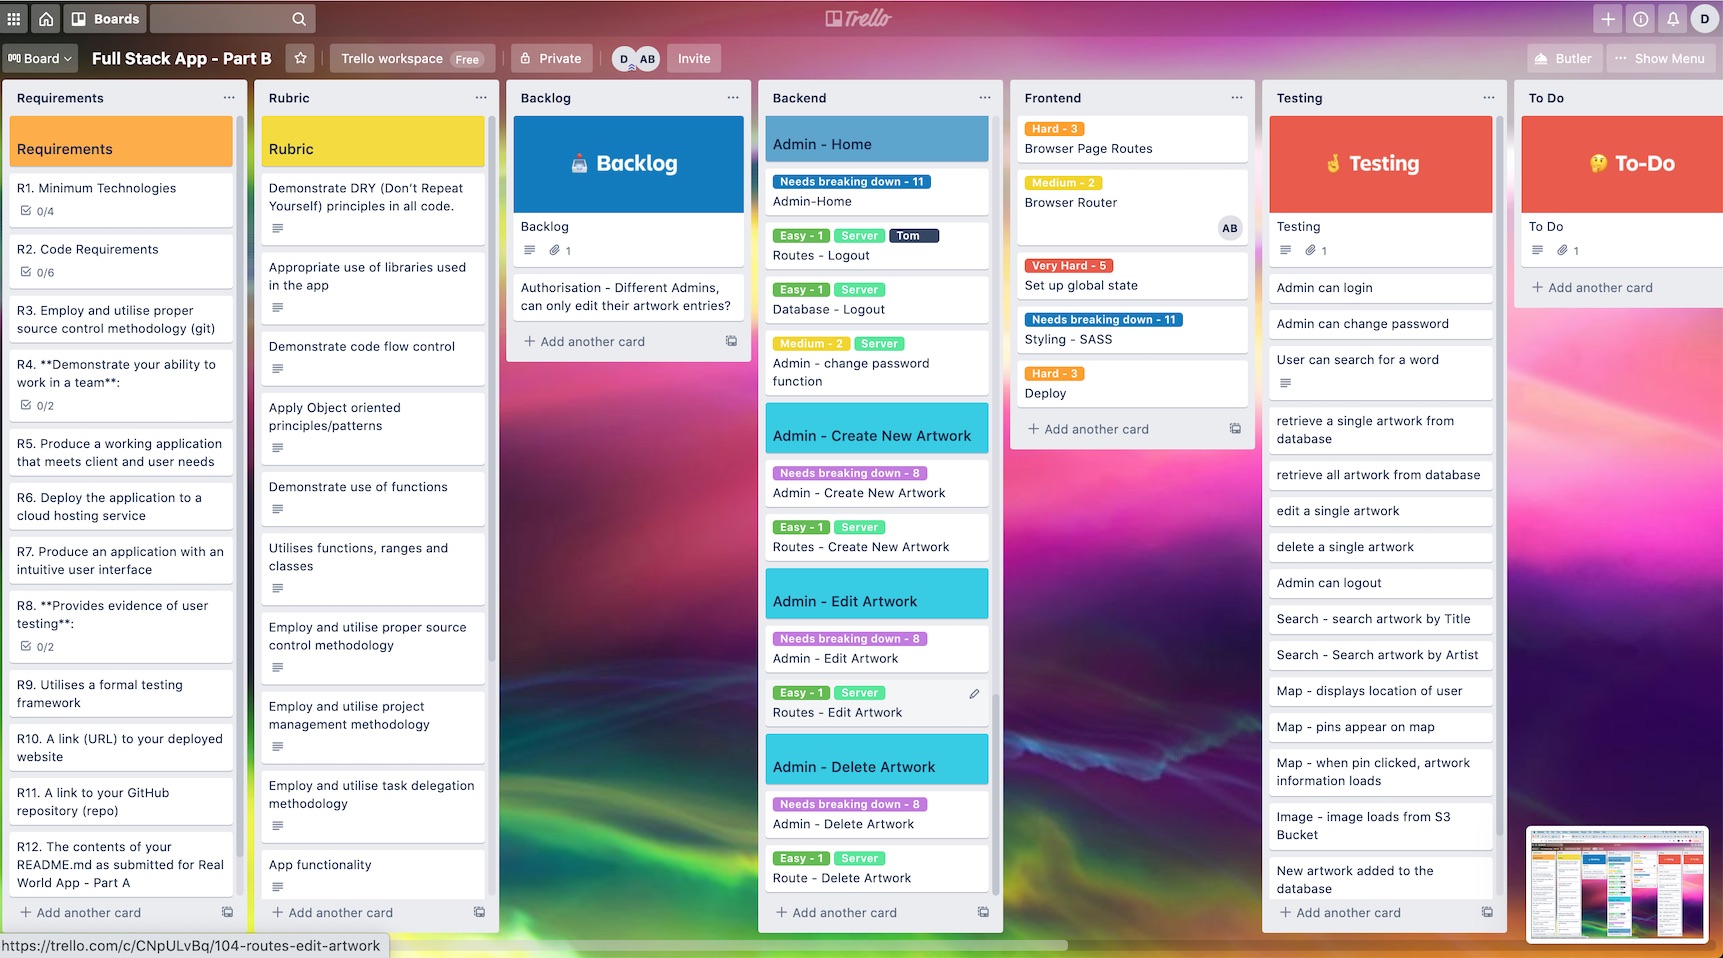 Boards
Trello
D
Board
Full Stack App - Part B
Trello workspace Free
Private
D AB
Invite
Butler
Show Menu
Requirements
Requirements
R1. Minimum Technologies
0/4
R2. Code Requirements
0/6
R3. Employ and utilise proper
source control methodology (git)
R4. **Demonstrate your ability to
work in a team**:
0/2
R5. Produce a working application
that meets client and user needs
R6. Deploy the application to a
cloud hosting service
R7. Produce an application with an
intuitive user interface
R8. **Provides evidence of user
testing**:
0/2
R9. Utilises a formal testing
framework
R10. A link (URL) to your deployed
website
R11. A link to your GitHub
repository (repo)
R12. The contents of your
README.md as submitted for Real
World App - Part A
Add another card
Rubric
Rubric
Demonstrate DRY (Don't Repeat
Yourself) principles in all code.
Appropriate use of libraries used
in the app
Demonstrate code flow control
Apply Object oriented
principles/patterns
Demonstrate use of functions
Utilises functions, ranges and
classes
Employ and utilise proper source
control methodology
Employ and utilise project
management methodology
Employ and utilise task delegation
methodology
App functionality
Add another card
Backlog
Backlog
Backlog
1
Authorisation - Different Admins,
can only edit their artwork entries?
Add another card
Backend
Admin - Home
Needs breaking down - 11
Admin-Home
Easy - 1 Server Tom
Routes - Logout
Easy - 1 Server
Database - Logout
Medium - 2 Server
Admin - change password
function
Admin - Create New Artwork
Needs breaking down - 8
Admin - Create New Artwork
Easy - 1 Server
Routes - Create New Artwork
Admin - Edit Artwork
Needs breaking down - 8
Admin - Edit Artwork
Easy - 1 Server
Routes - Edit Artwork
Admin - Delete Artwork
Needs breaking down - 8
Admin - Delete Artwork
Easy - 1 Server
Route - Delete Artwork
Add another card
Frontend
Hard - 3
Browser Page Routes
Medium - 2
Browser Router
AB
Very Hard - 5
Set up global state
Needs breaking down - 11
Styling - SASS
Hard - 3
Deploy
Add another card
Testing
Testing
Testing
1
Admin can login
Admin can change password
User can search for a word
retrieve a single artwork from
database
retrieve all artwork from database
edit a single artwork
delete a single artwork
Admin can logout
Search - search artwork by Title
Search - Search artwork by Artist
Map - displays location of user
Map - pins appear on map
Map - when pin clicked, artwork
information loads
Image - image loads from S3
Bucket
New artwork added to the
database
Add another card
To Do
To-Do
To Do
1
Add another card
https://trello.com/c/CNpULvBq/104-routes-edit-artwork